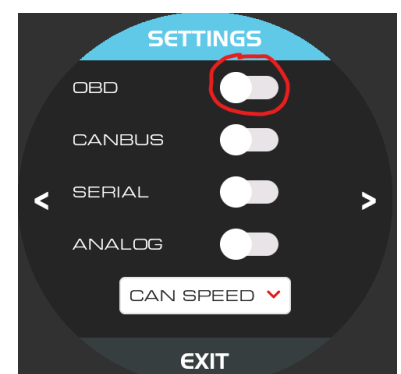 SETTINGS
OBD
CANBUS
< SERIAL >
ANALOG
CAN SPEED
EXIT